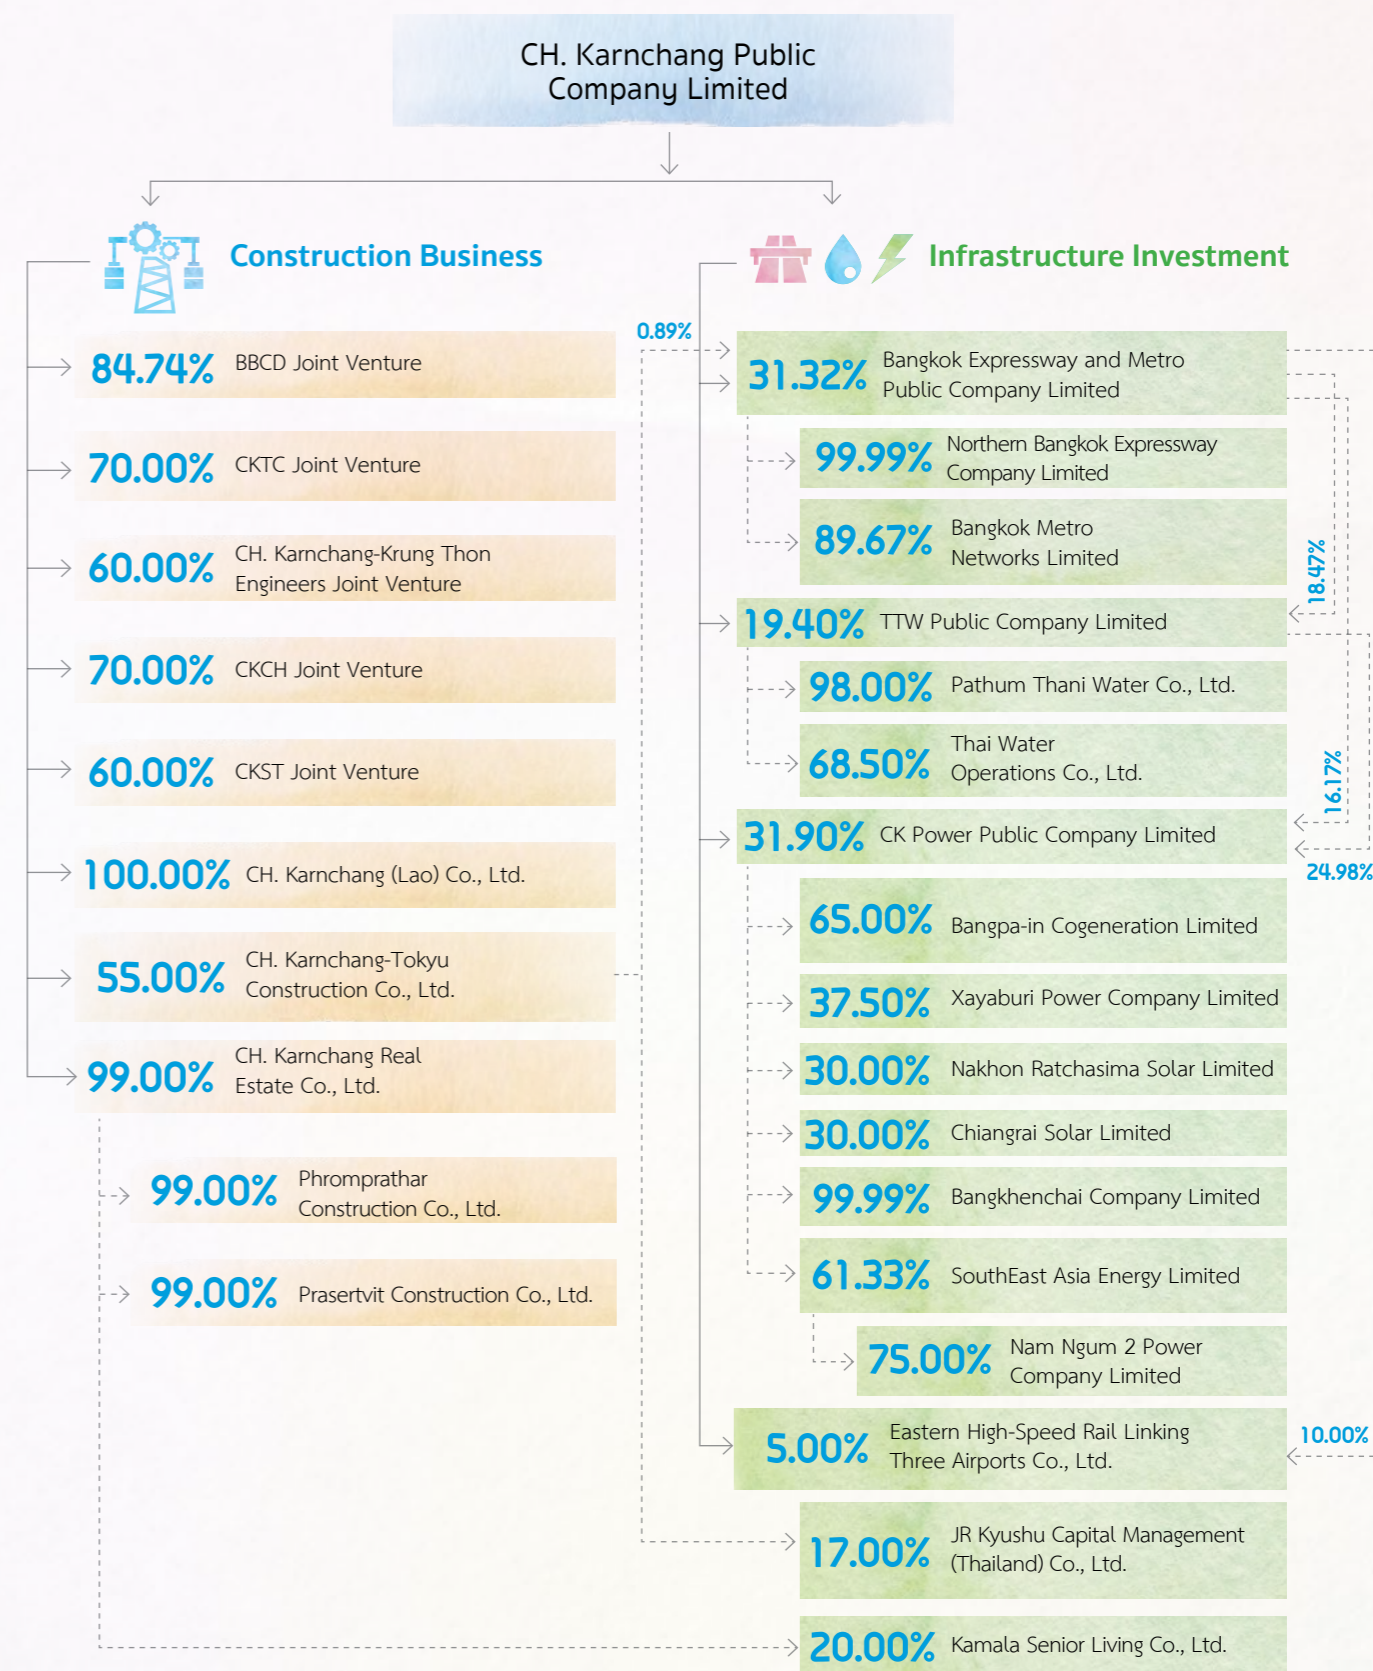 CH. Karnchang Public
Company Limited
Construction Business
84.74% BBCD Joint Venture
70.00% CKTC Joint Venture
60.00% CH. Karnchang-Krung Thon
Engineers Joint Venture
70.00% CKCH Joint Venture
60.00% CKST Joint Venture
100.00% CH. Karnchang (Lao) Co., Ltd.
55.00% CH. Karnchang-Tokyu
Construction Co., Ltd.
99.00% CH. Karnchang Real
Estate Co., Ltd.
99.00% Phromprathar
Construction Co., Ltd.
99.00% Prasertvit Construction Co., Ltd.
Infrastructure Investment
0.89%
31.32% Bangkok Expressway and Metro
Public Company Limited
99.99% Northern Bangkok Expressway
Company Limited
89.67% Bangkok Metro
Networks Limited
18.47%
19.40% TTW Public Company Limited
98.00% Pathum Thani Water Co., Ltd.
68.50% Thai Water
Operations Co., Ltd.
16.17%
31.90% CK Power Public Company Limited
24.98%
65.00% Bangpa-in Cogeneration Limited
37.50% Xayaburi Power Company Limited
30.00% Nakhon Ratchasima Solar Limited
30.00% Chiangrai Solar Limited
99.99% Bangkhenchai Company Limited
61.33% SouthEast Asia Energy Limited
75.00% Nam Ngum 2 Power
Company Limited
5.00% Eastern High-Speed Rail Linking
Three Airports Co., Ltd.
10.00%
17.00% JR Kyushu Capital Management
(Thailand) Co., Ltd.
20.00% Kamala Senior Living Co., Ltd.